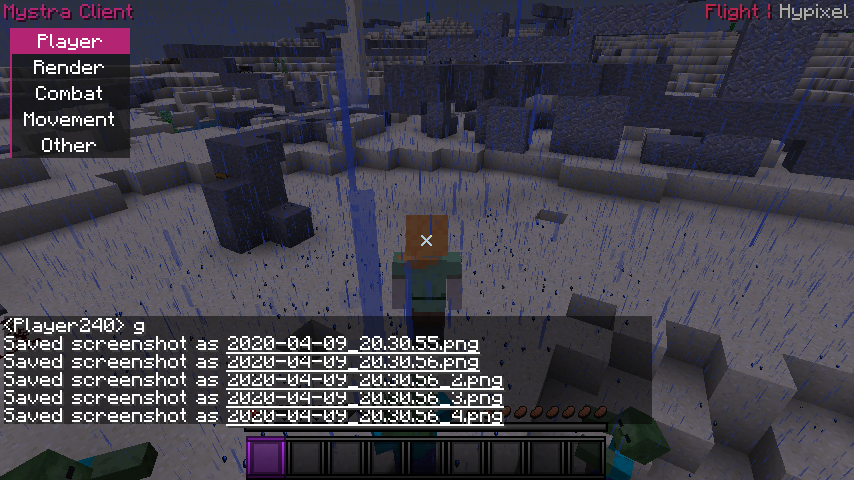 Mystra Client
Flight | Hypixel
Player
Render
Combat
Movement
Other
<Player240> g
Saved screenshot as 2020-04-09_20.30.55.png
Saved screenshot as 2020-04-09_20.30.56.png
Saved screenshot as 2020-04-09_20.30.56_2.png
Saved screenshot as 2020-04-09_20.30.56_3.png
Saved screenshot as 2020-04-09_20.30.56_4.png